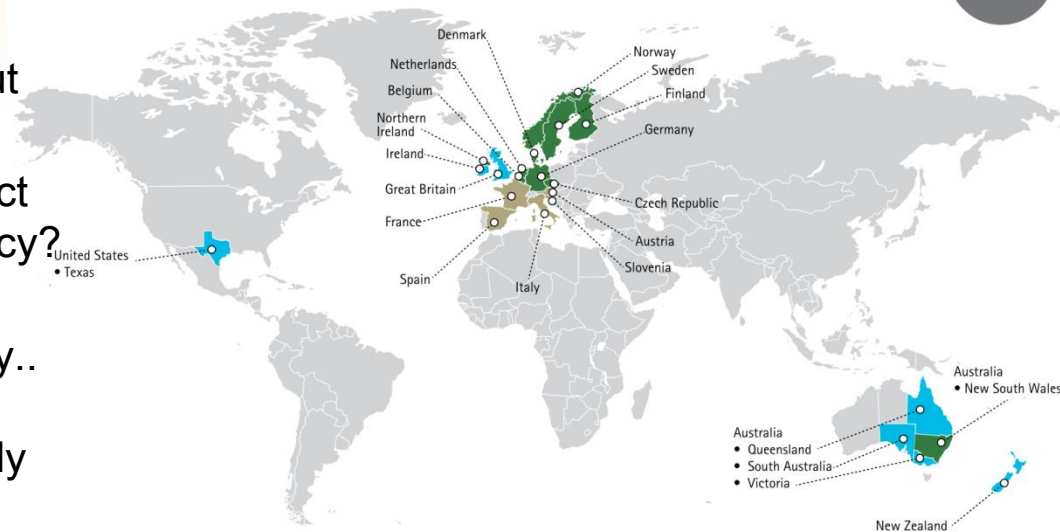 ut
ct
cy?
y..
ly
Denmark
Netherlands
Belgium
Northern
Ireland
Ireland
Great Britain
France
Spain
Italy
Norway
Sweden
Finland
Germany
Czech Republic
Austria
Slovenia
United States
• Texas
Australia
• New South Wales
Australia
• Queensland
• South Australia
• Victoria
New Zealand